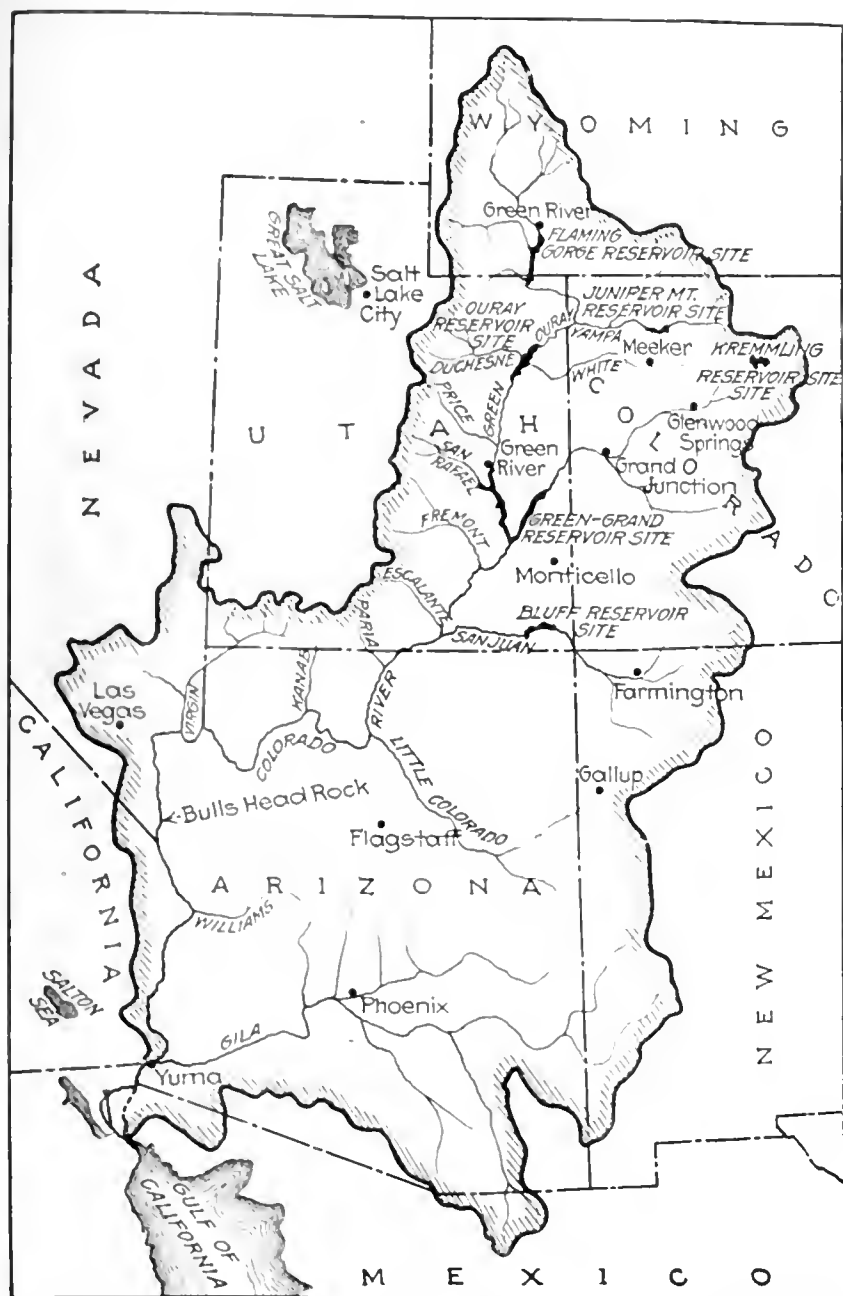 WYOMING
Green River
FLAMING
GORGE RESERVOIR SITE
GREAT SALT
LAKE
Salt
Lake
City
NEVADA
OURAY
RESERVOIR
SITE
JUNIPER MT.
RESERVOIR SITE
OURAY
YAMPA
DUCHESNE
WHITE
Meeker
KREMMLING
RESERVOIR SITE
SITE
PRICE
GREEN
UTAH
COLORADO
Glenwood
Springs
SAN
RAFAEL
Green
River
Grand
Junction
FREMONT
GREEN-GRAND
RESERVOIR SITE
Monticello
ESCALANTE
BLUFF RESERVOIR
SITE
PARIA
SAN JUAN
Las
Vegas
VIRGIN
KANAB
RIVER
Farmington
CALIFORNIA
COLORADO
LITTLE COLORADO
Gallup
Bulls Head Rock
Flagstaff
ARIZONA
NEW MEXICO
WILLIAMS
SALTON
SEA
Phoenix
GILA
Yuma
GULF OF
CALIFORNIA
MEXICO